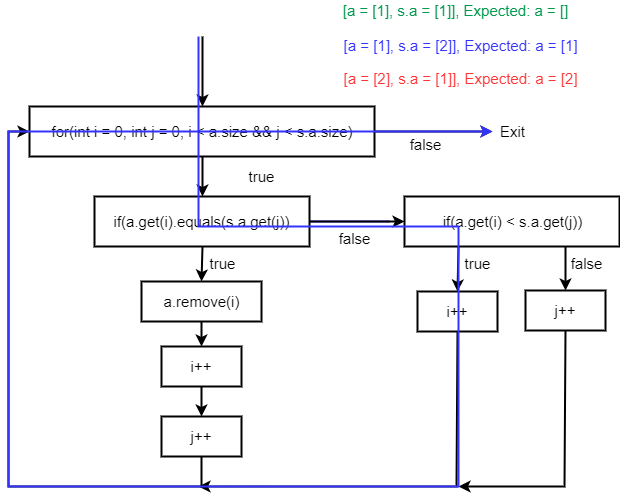 [a = [1], s.a = [1]], Expected: a = []
[a = [1], s.a = [2]], Expected: a = [1]
[a = [2], s.a = [1]], Expected: a = [2]
for(int i = 0, int j = 0, i < a.size && j < s.a.size)
Exit
false
true
if(a.get(i).equals(s.a.get(j)))
if(a.get(i) < s.a.get(j))
false
true
true
false
a.remove(i)
i++
j++
i++
j++